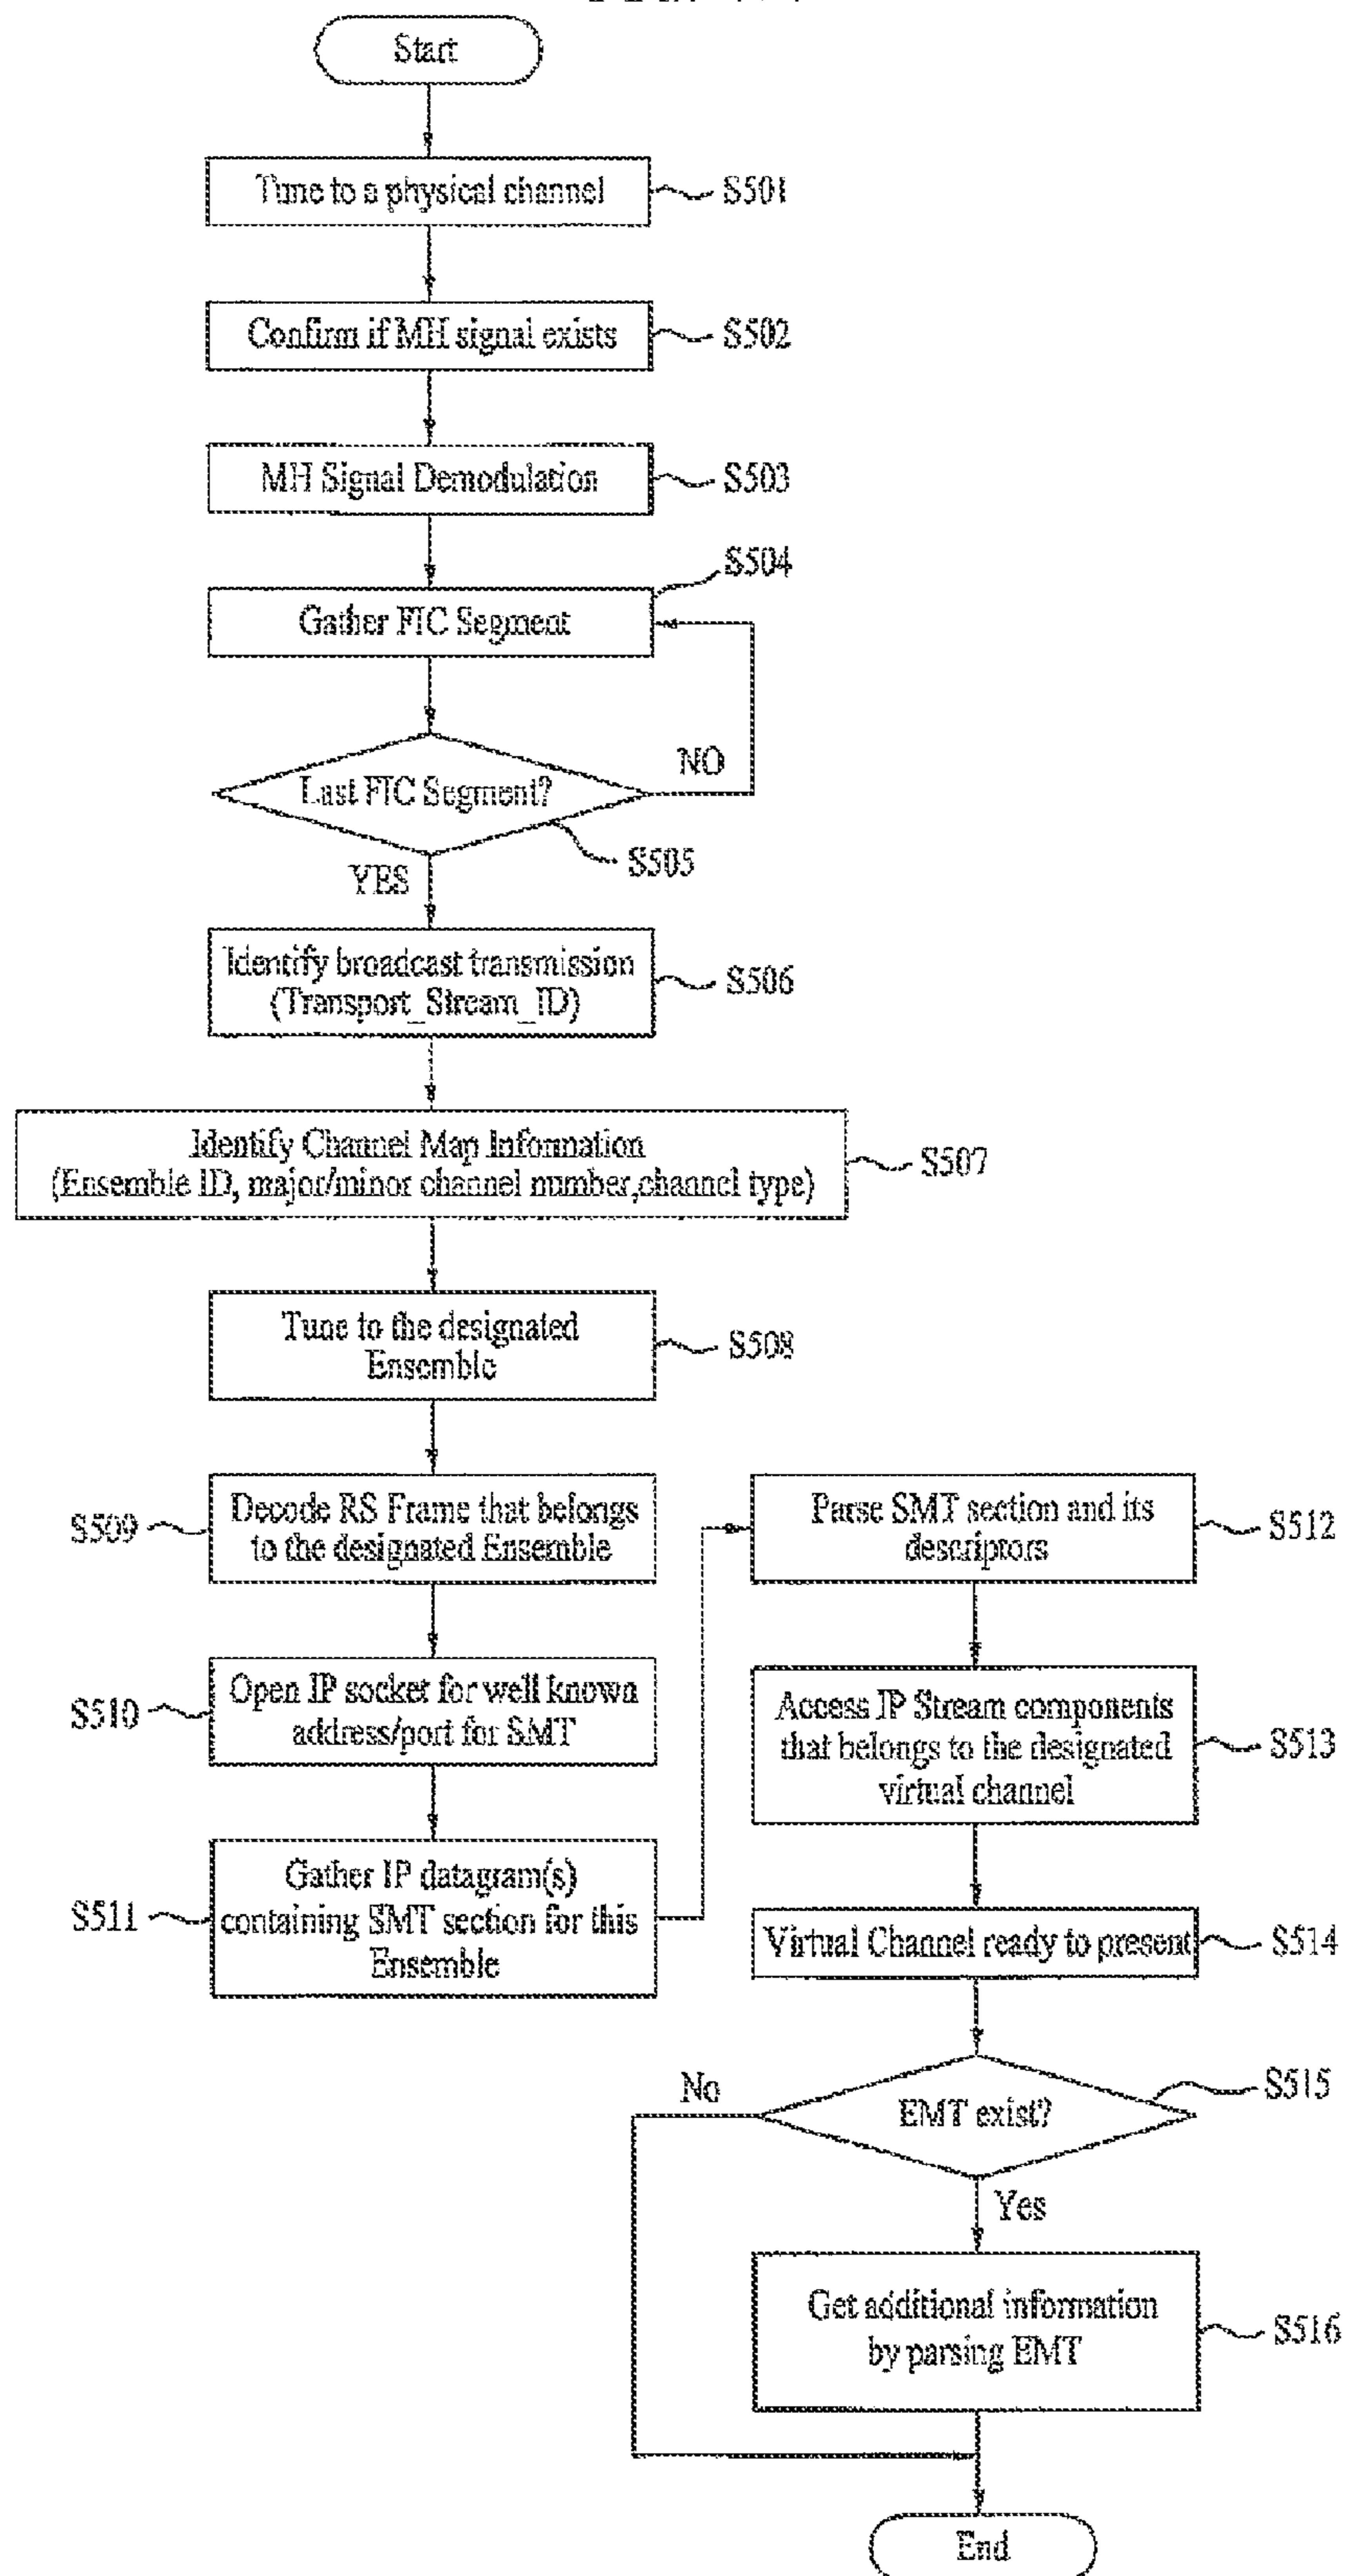 Start
Tune to a physical channel
S501
Confirm if MH signal exists
S502
MH Signal Demodulation
S503
S504
Gather FIC Segment
NO
Last FIC Segment?
S505
YES
Identify broadcast transmission
(Transport_Stream_ID)
S506
Identify Channel Map Information
(Ensemble ID, major/minor channel number,channel type)
S507
Tune to the designated
Ensemble
S508
S509
Decode RS Frame that belongs
to the designated Ensemble
S510
Open IP socket for well known
address/port for SMT
S511
Gather IP datagram(s)
containing SMT section for this
Ensemble
Parse SMT section and its
descriptors
S512
Access IP Stream components
that belongs to the designated
virtual channel
S513
Virtual Channel ready to present
S514
No
EMT exist?
S515
Yes
Get additional information
by parsing EMT
S516
End